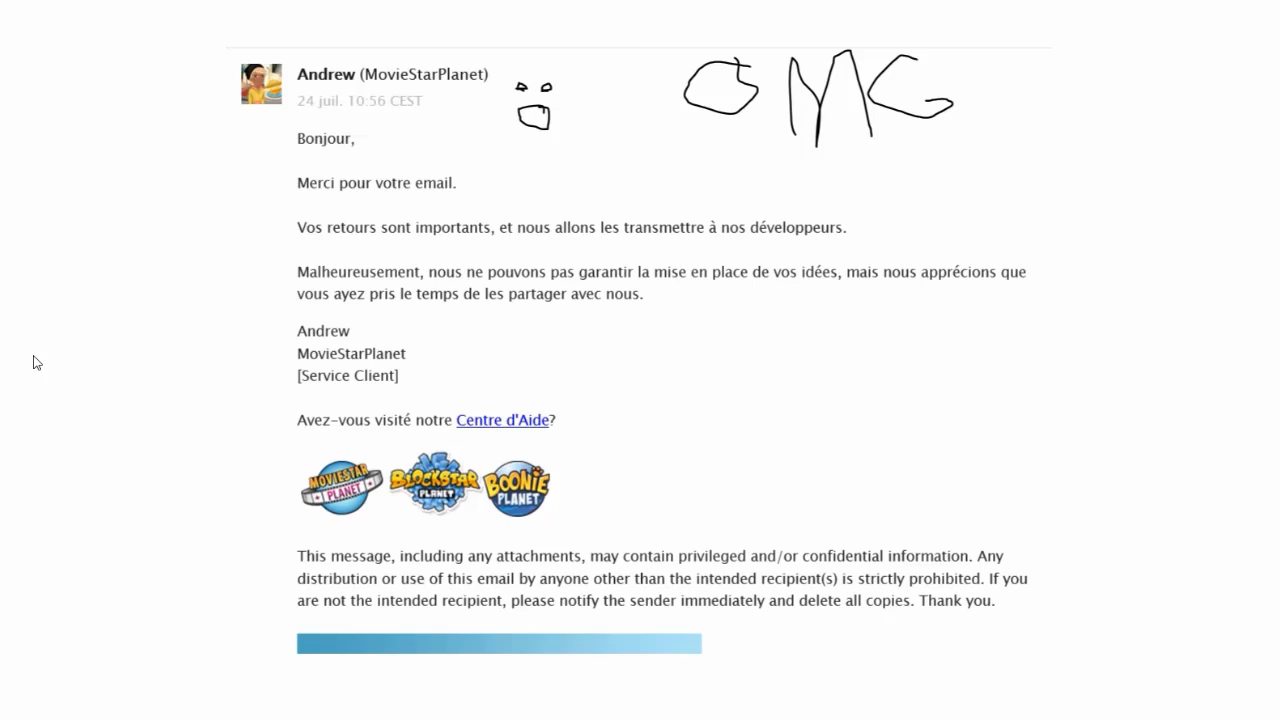 Andrew (MovieStarPlanet)
OMG
24 juil. 10:56 CEST
Bonjour,
Merci pour votre email.
Vos retours sont importants, et nous allons les transmettre à nos développeurs.
Malheureusement, nous ne pouvons pas garantir la mise en place de vos idées, mais nous apprécions que
vous ayez pris le temps de les partager avec nous.
Andrew
MovieStarPlanet
[Service Client]
Avez-vous visité notre Centre d'Aide?
MOVIESTAR
PLANET
BLOCKSTAR
PLANET
BOONIE
PLANET
This message, including any attachments, may contain privileged and/or confidential information. Any
distribution or use of this email by anyone other than the intended recipient(s) is strictly prohibited. If you
are not the intended recipient, please notify the sender immediately and delete all copies. Thank you.